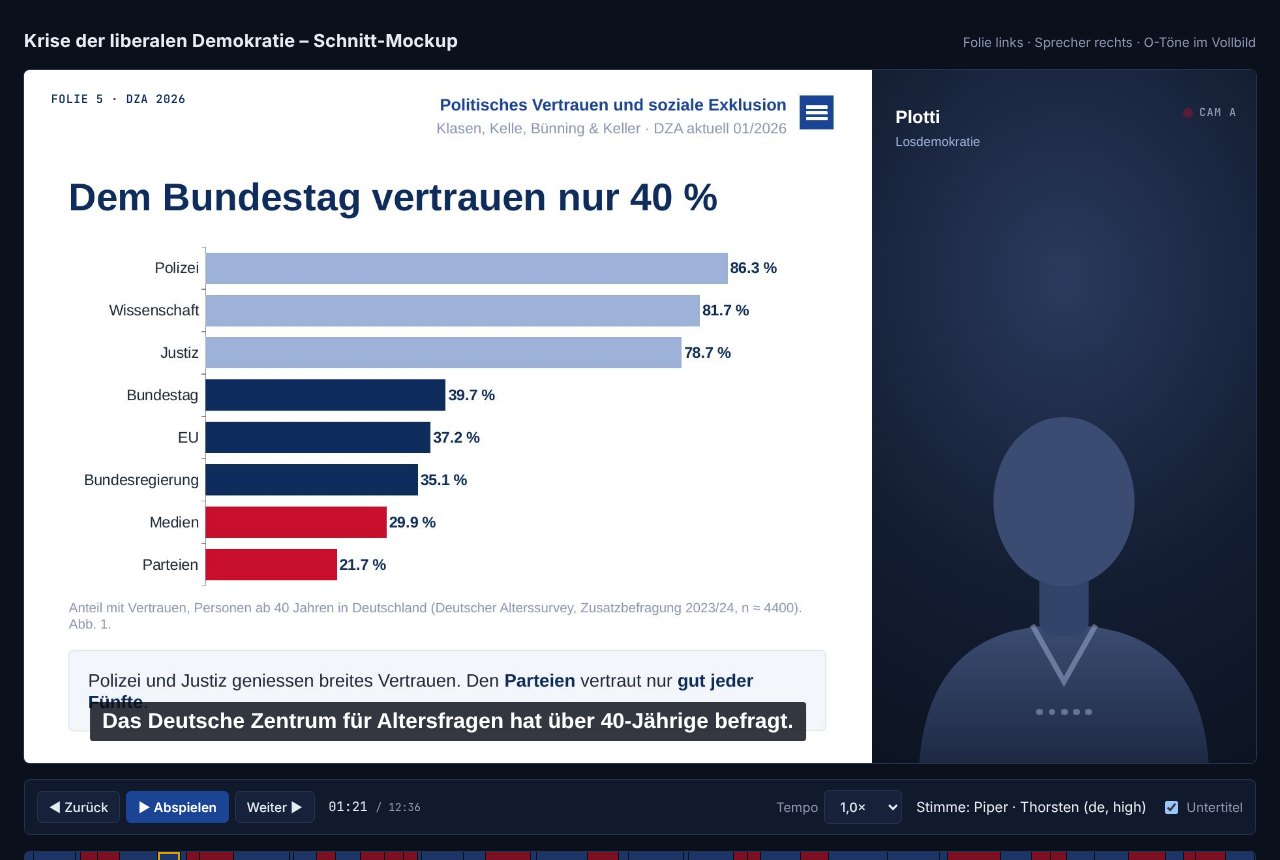 Krise der liberalen Demokratie – Schnitt-Mockup
Folie links · Sprecher rechts · O-Töne im Vollbild
FOLIE 5 · DZA 2026
Politisches Vertrauen und soziale Exklusion
Klasen, Kelle, Bünning & Keller · DZA aktuell 01/2026
Dem Bundestag vertrauen nur 40 %
Polizei 86.3 %
Wissenschaft 81.7 %
Justiz 78.7 %
Bundestag 39.7 %
EU 37.2 %
Bundesregierung 35.1 %
Medien 29.9 %
Parteien 21.7 %
Anteil mit Vertrauen, Personen ab 40 Jahren in Deutschland (Deutscher Alterssurvey, Zusatzbefragung 2023/24, n ≈ 4400).
Abb. 1.
Polizei und Justiz geniessen breites Vertrauen. Den Parteien vertraut nur gut jeder
Fünfte.
Das Deutsche Zentrum für Altersfragen hat über 40-Jährige befragt.
Plotti
Losdemokratie
CAM A
◀ Zurück
▶ Abspielen
Weiter ▶
01:21 / 12:36
Tempo
1,0×
Stimme: Piper · Thorsten (de, high)
Untertitel